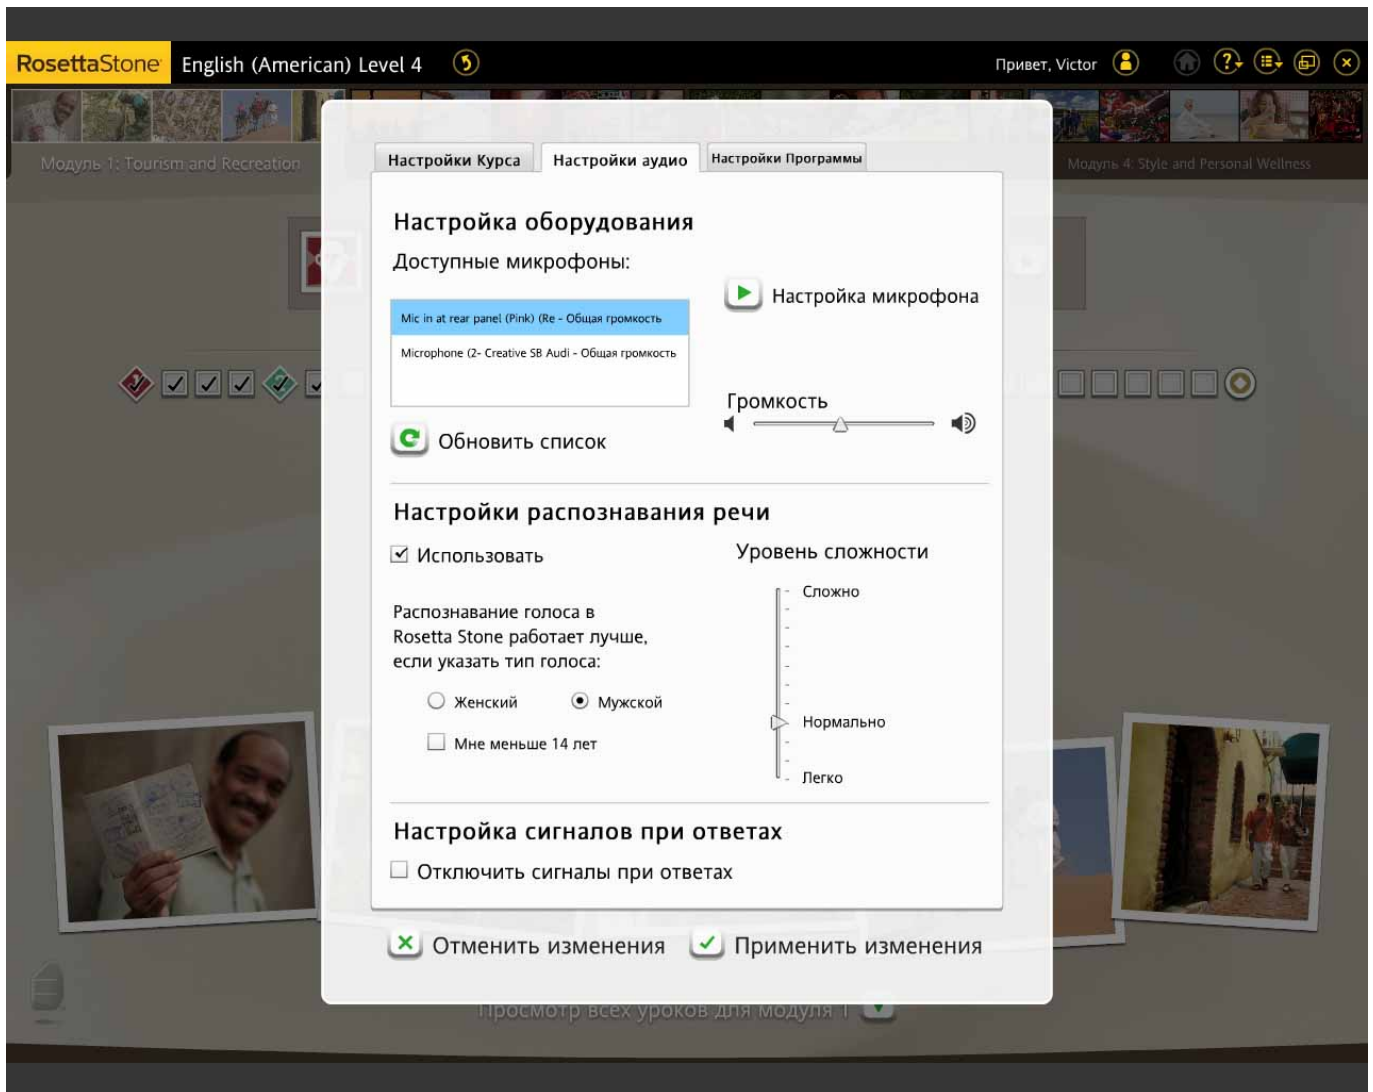 RosettaStone English (American) Level 4
Привет, Victor
Модуль 1: Tourism and Recreation
Модуль 4: Style and Personal Wellness
Настройки Курса
Настройки аудио
Настройки Программы
Настройка оборудования
Доступные микрофоны:
Mic in at rear panel (Pink) (Re - Общая громкость
Microphone (2- Creative SB Audi - Общая громкость
Настройка микрофона
Громкость
Обновить список
Настройки распознавания речи
Использовать
Распознавание голоса в
Rosetta Stone работает лучше,
если указать тип голоса:
Женский
Мужской
Мне меньше 14 лет
Уровень сложности
Сложно
Нормально
Легко
Настройка сигналов при ответах
Отключить сигналы при ответах
Отменить изменения
Применить изменения
Просмотр всех уроков для модуля 1